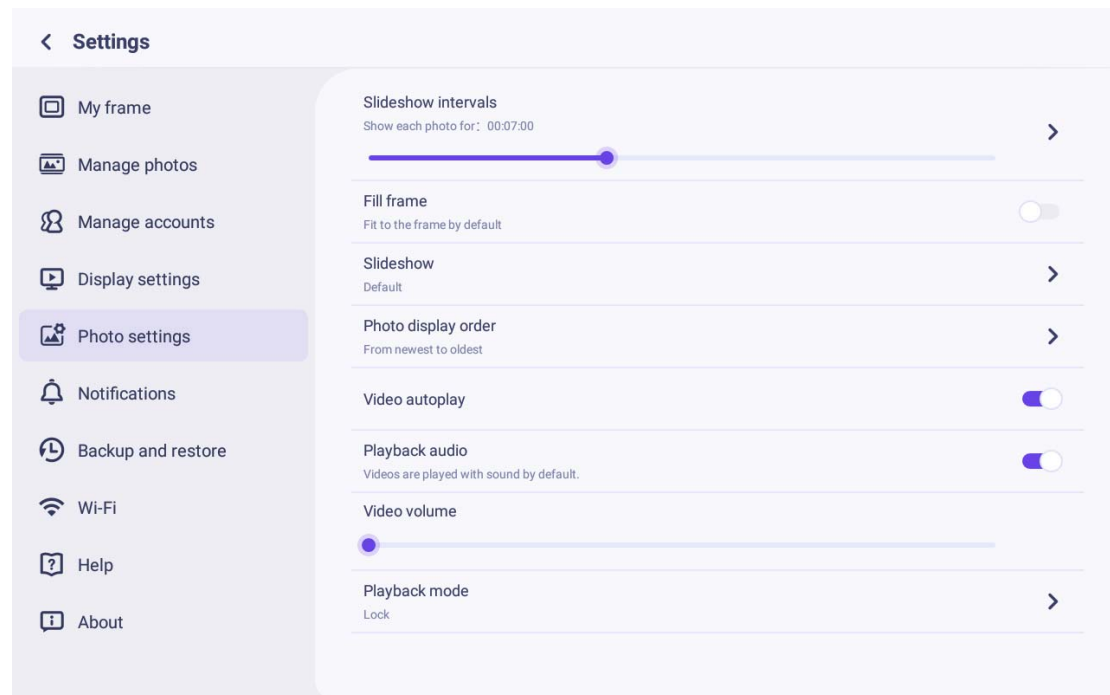 Settings
My frame
Manage photos
Manage accounts
Display settings
Photo settings
Notifications
Backup and restore
Wi-Fi
Help
About
Slideshow intervals
Show each photo for: 00:07:00
Fill frame
Fit to the frame by default
Slideshow
Default
Photo display order
From newest to oldest
Video autoplay
Playback audio
Videos are played with sound by default.
Video volume
Playback mode
Lock